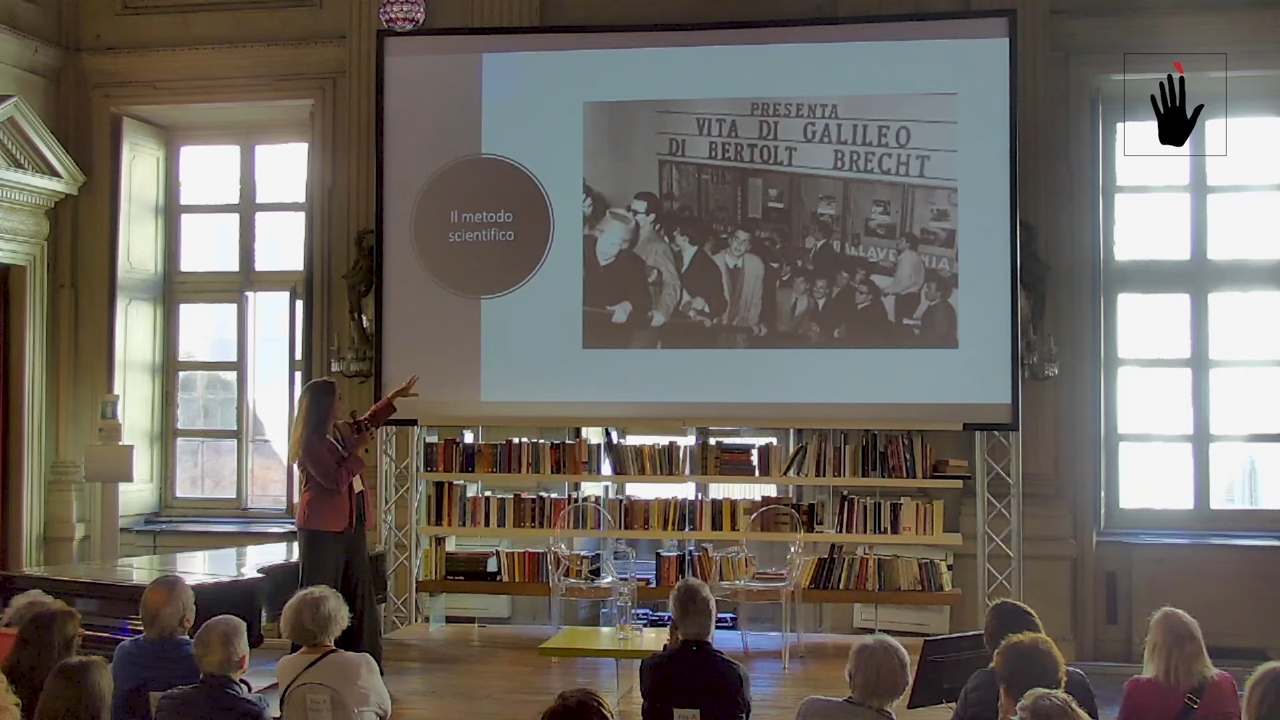 PRESENTA
VITA DI GALILEO
DI BERTOLT BRECHT
Il metodo
scientifico